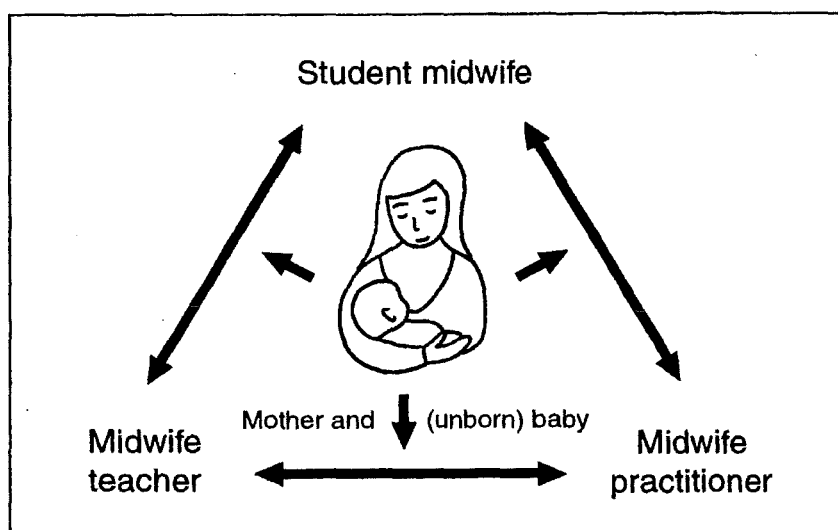 Student midwife
Mother and (unborn) baby
Midwife
teacher
Midwife
practitioner